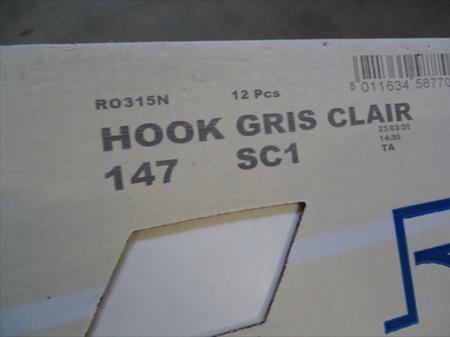 8 011634 58770
RO315N 12 Pcs
HOOK GRIS CLAIR
147 SC1
23/03/20
14:30
TA